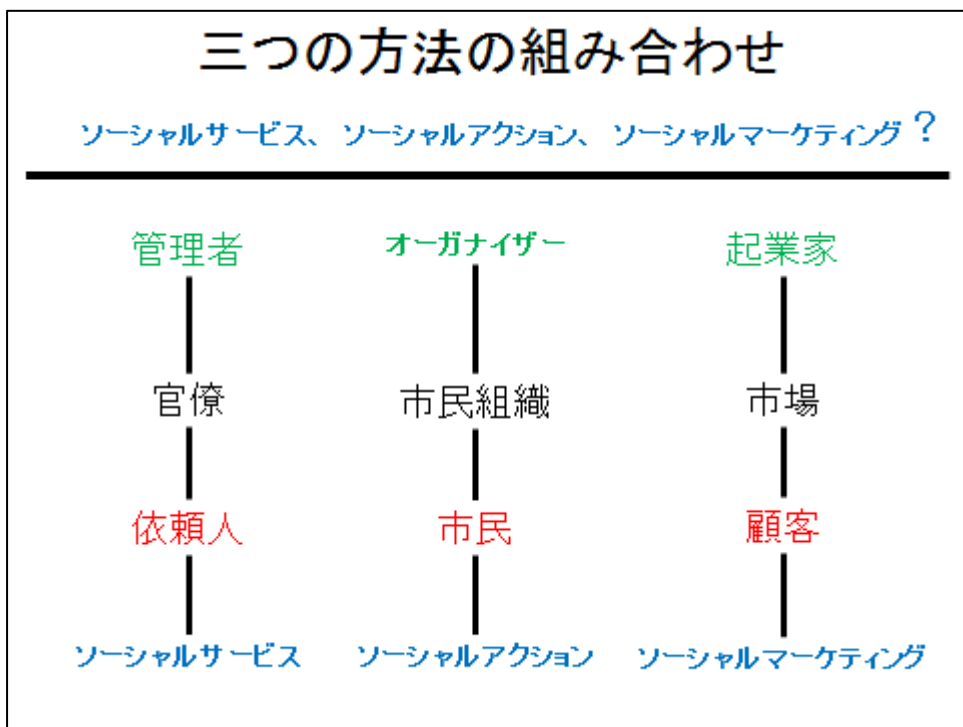 三つの方法の組み合わせ
ソーシャルサービス、ソーシャルアクション、ソーシャルマーケティング？
管理者 オーガナイザー 起業家
官僚 市民組織 市場
依頼人 市民 顧客
ソーシャルサービス ソーシャルアクション ソーシャルマーケティング